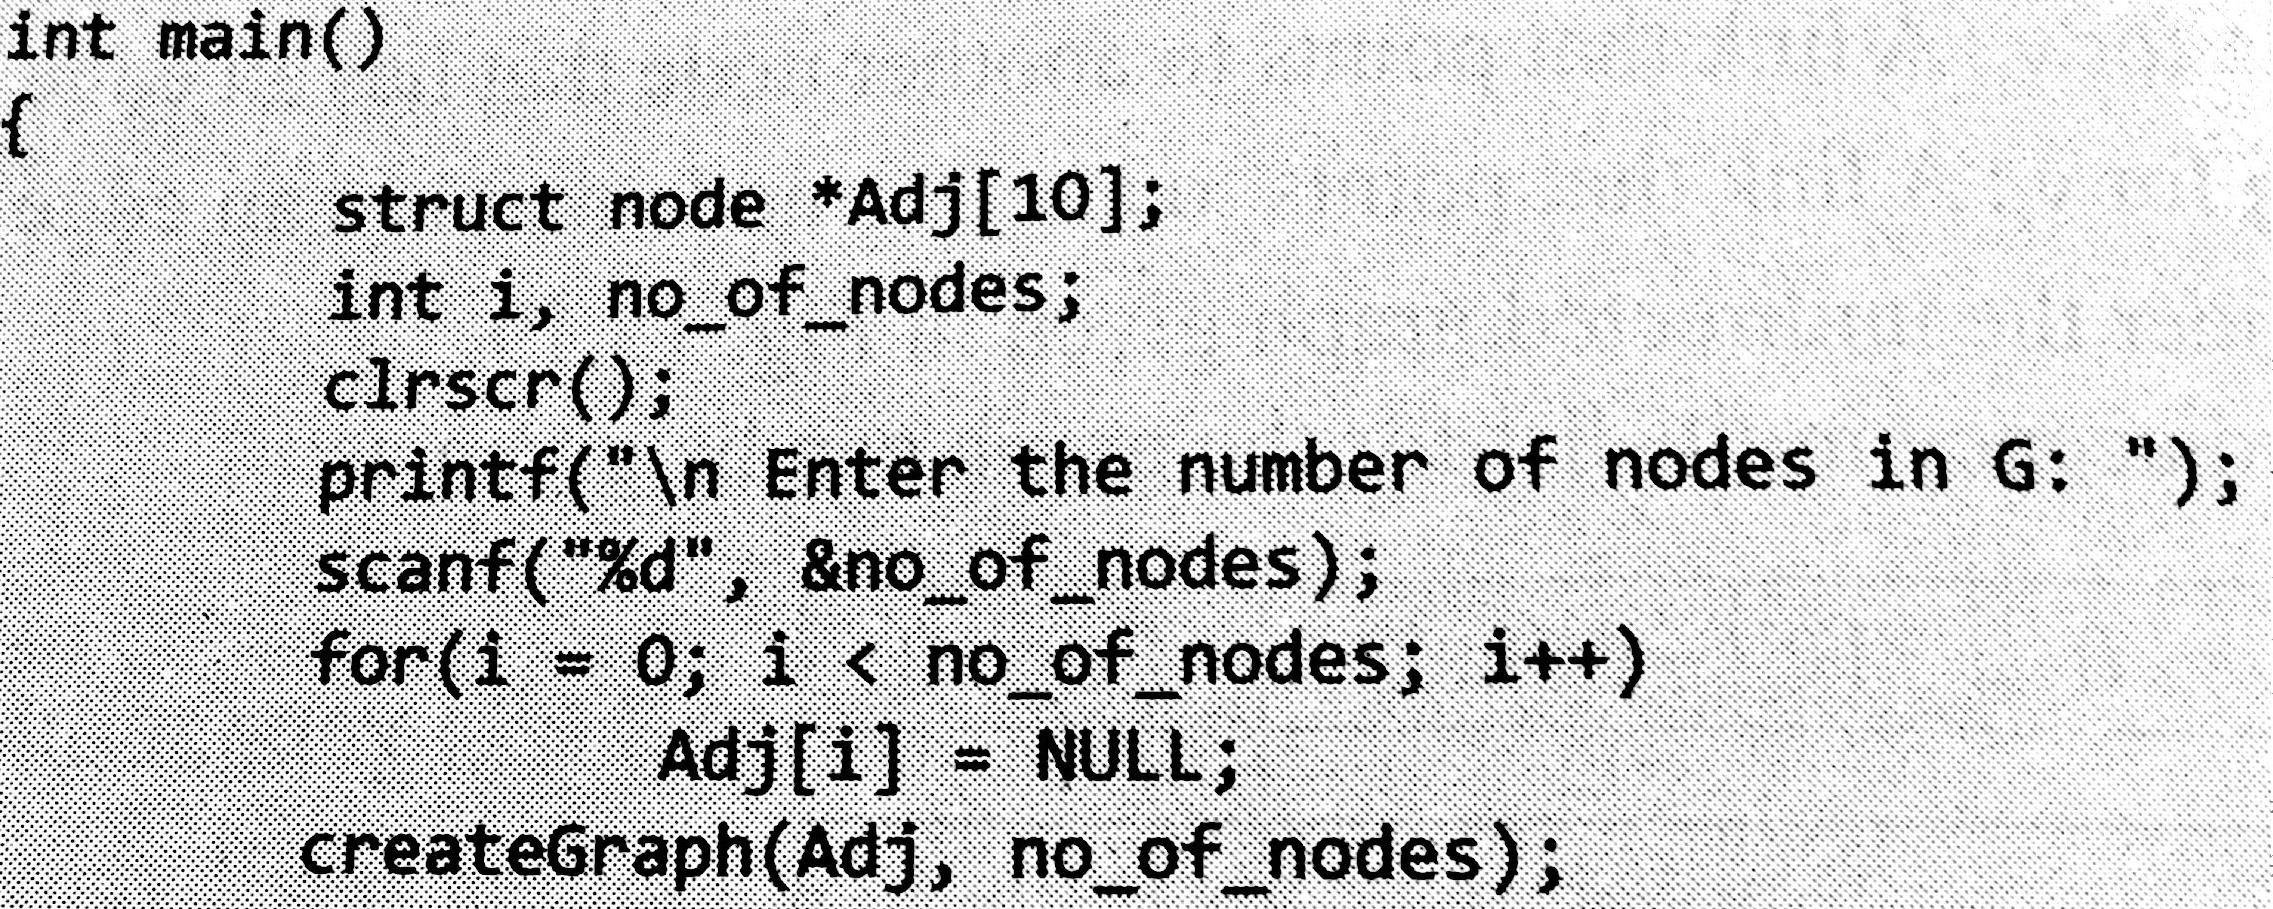 int main()
{
struct node *Adj[10];
int i, no_of_nodes;
clrscr();
printf("\n Enter the number of nodes in G: ");
scanf("%d", &no_of_nodes);
for(i = 0; i < no_of_nodes; i++)
Adj[i] = NULL;
createGraph(Adj, no_of_nodes);